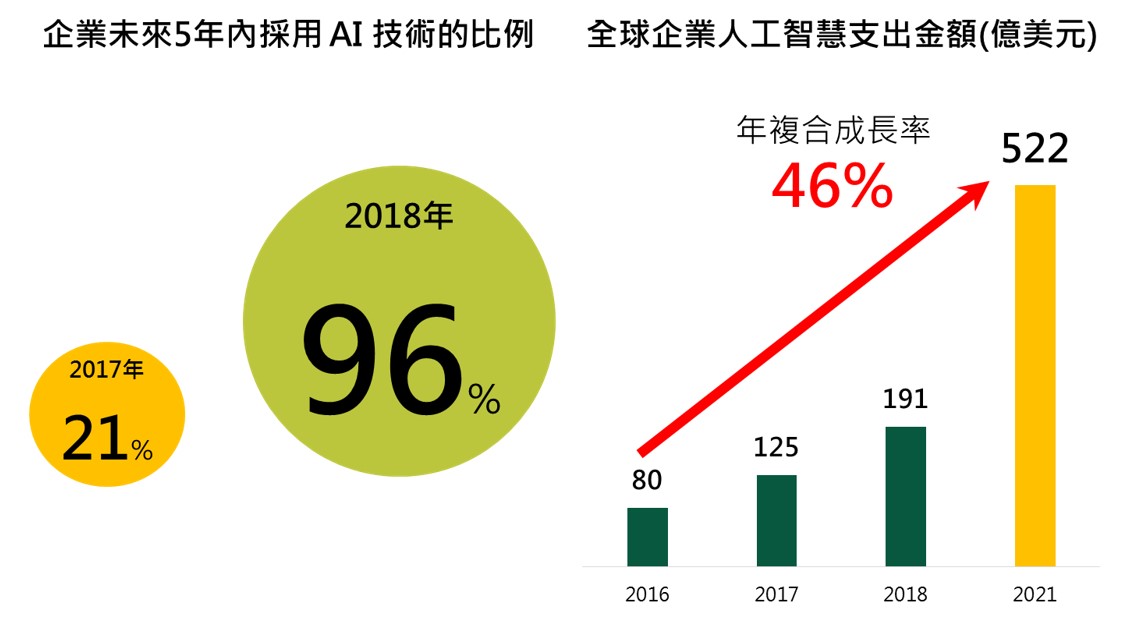 企業未來5年內採用 AI 技術的比例
2017年
21%
2018年
96%
全球企業人工智慧支出金額(億美元)
年複合成長率
46%
80
125
191
522
2016
2017
2018
2021